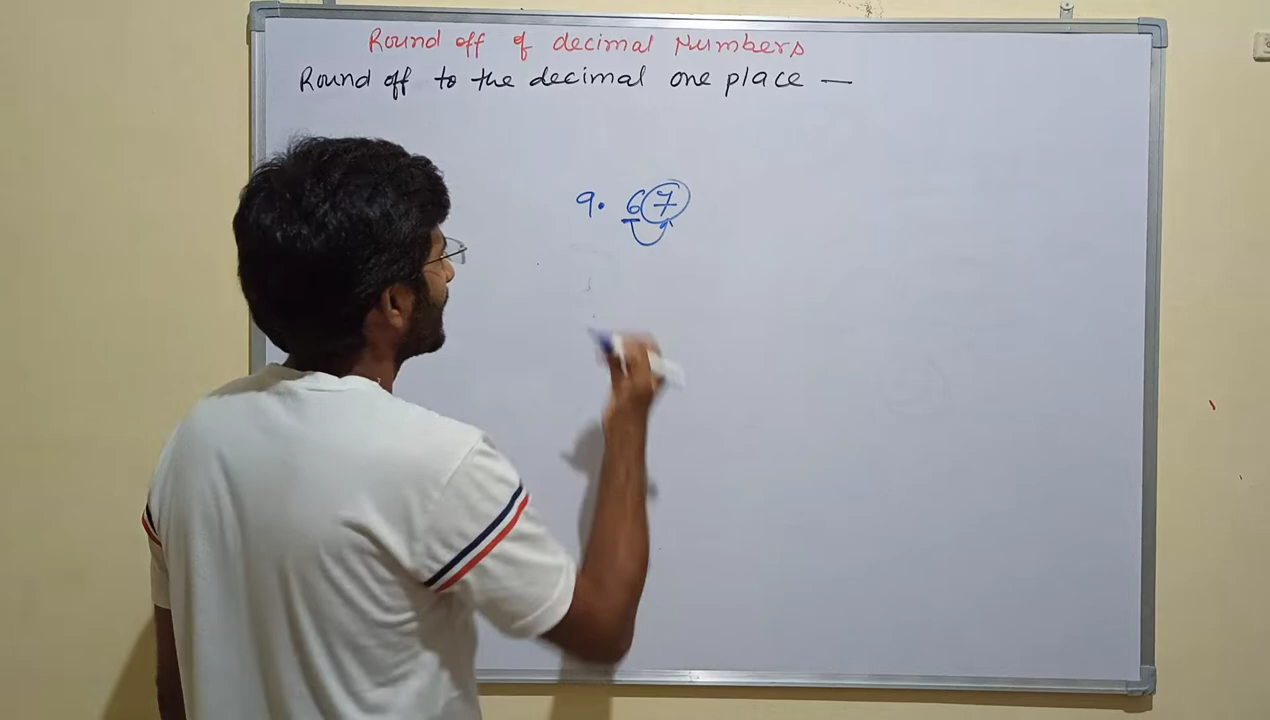 Round off of decimal Numbers
Round off to the decimal one place —
9. 67